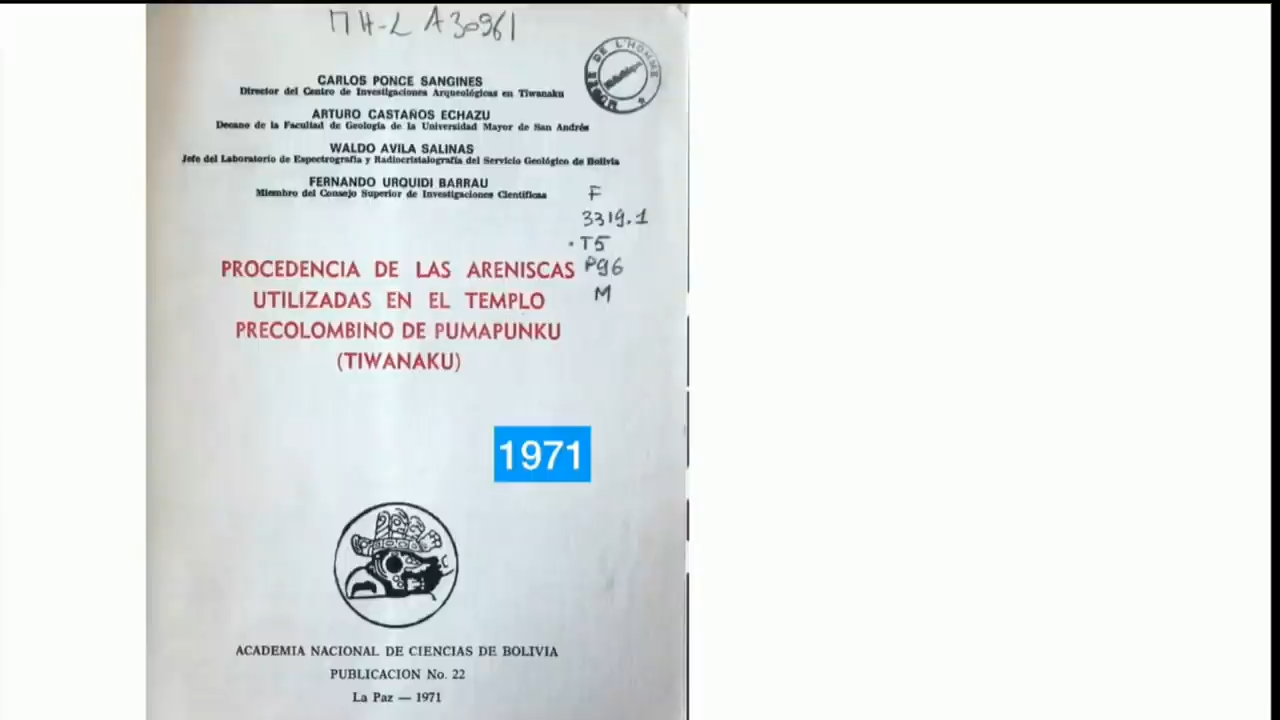 MH-L A30961
MUSEE DE L'HOMME
CARLOS PONCE SANGINES
Director del Centro de Investigaciones Arqueológicas en Tiwanaku
ARTURO CASTAÑOS ECHAZU
Decano de la Facultad de Geología de la Universidad Mayor de San Andrés
WALDO AVILA SALINAS
Jefe del Laboratorio de Espectrografía y Radiocristalografía del Servicio Geológico de Bolivia
FERNANDO URQUIDI BARRAU
Miembro del Consejo Superior de Investigaciones Científicas
F
3319.1
.T5
P96
M
PROCEDENCIA DE LAS ARENISCAS
UTILIZADAS EN EL TEMPLO
PRECOLOMBINO DE PUMAPUNKU
(TIWANAKU)
1971
ACADEMIA NACIONAL DE CIENCIAS DE BOLIVIA
PUBLICACION No. 22
La Paz — 1971